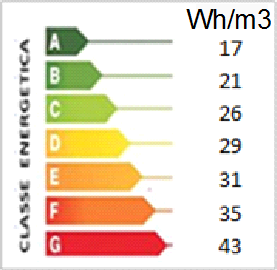 Wh/m3
A 17
B 21
C 26
D 29
E 31
F 35
G 43
CLASSE ENERGETICA